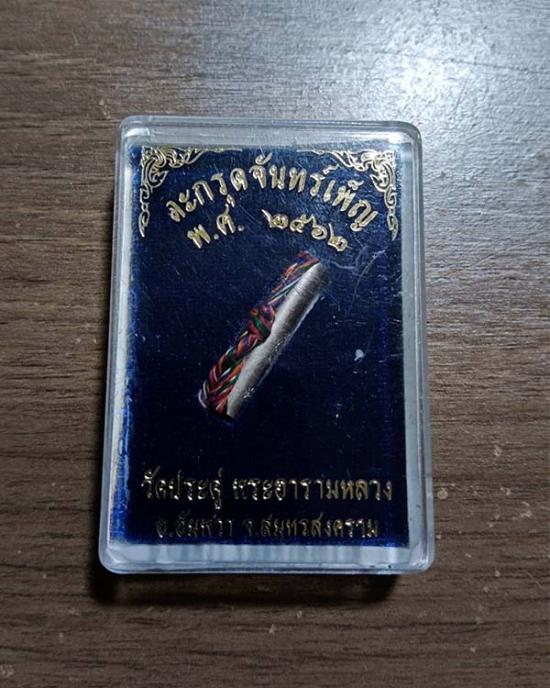 ตะกรุดจันทร์เพ็ญ
พ.ศ. ๒๕๖๒
วัดประดู่ พระอารามหลวง
อ.อัมพวา จ.สมุทรสงคราม